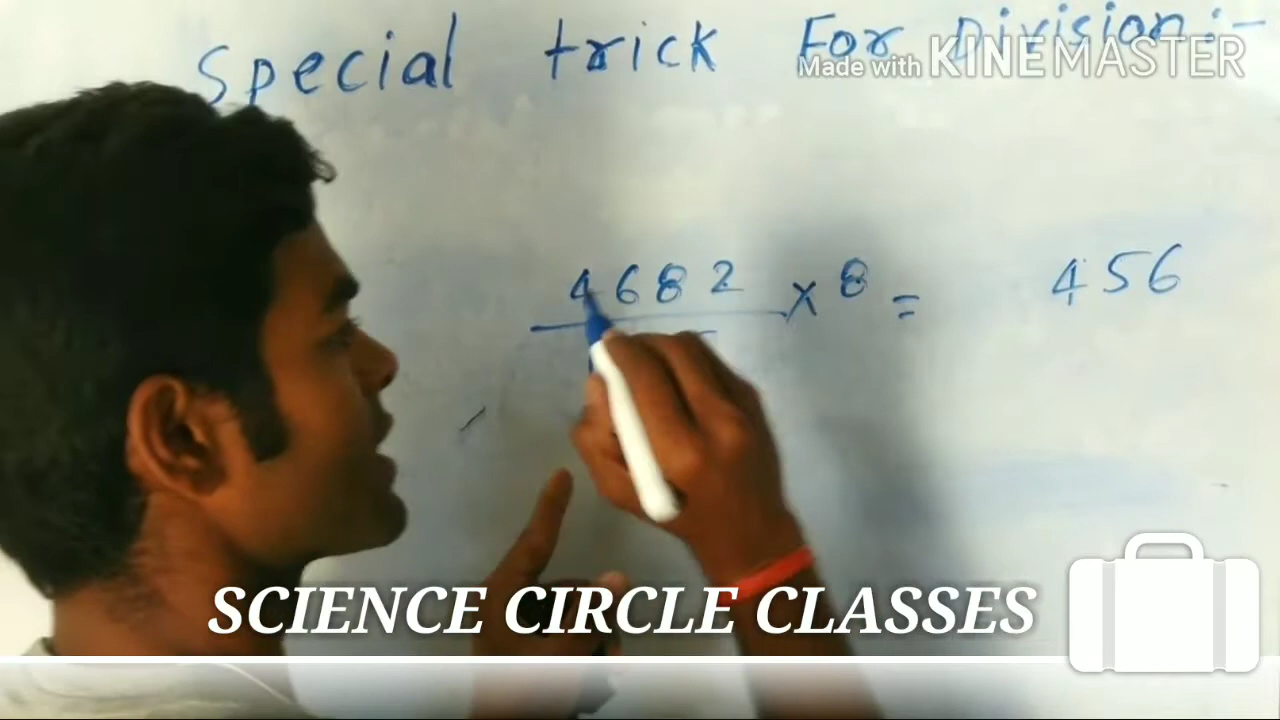 Special trick For Division:-
Made with KINEMASTER
4682 × 8 = 456
SCIENCE CIRCLE CLASSES